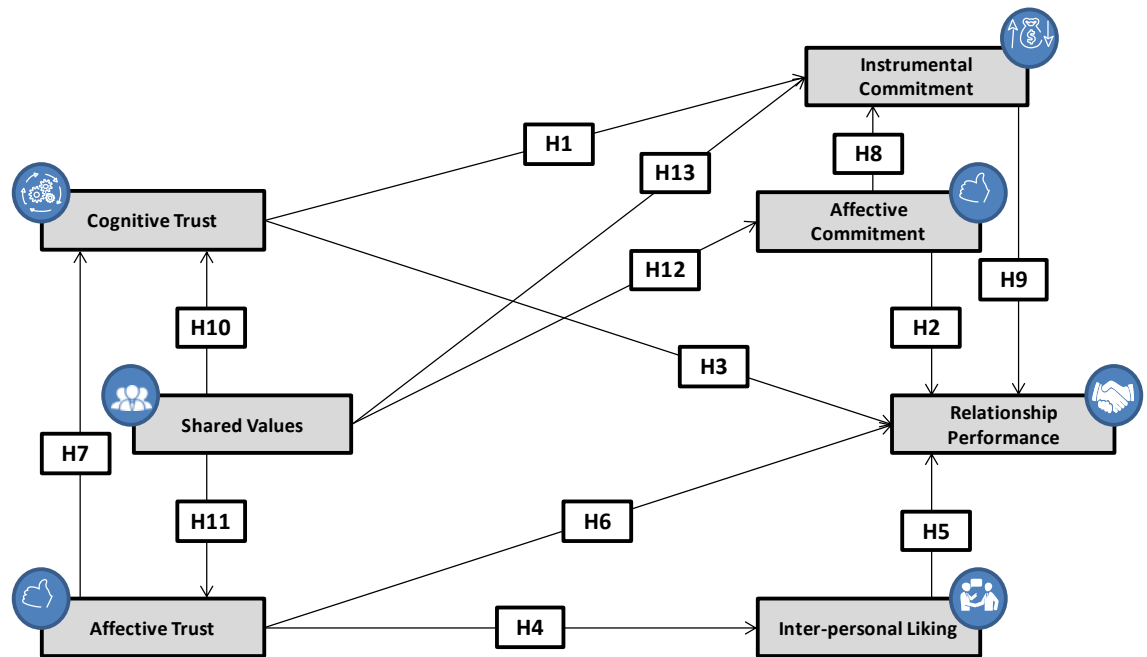 $
Instrumental
Commitment
H1
H8
H13
Cognitive Trust
Affective
Commitment
H12
H9
H10
H2
H3
Shared Values
Relationship
Performance
H7
H11
H6
H5
Affective Trust
H4
Inter-personal Liking